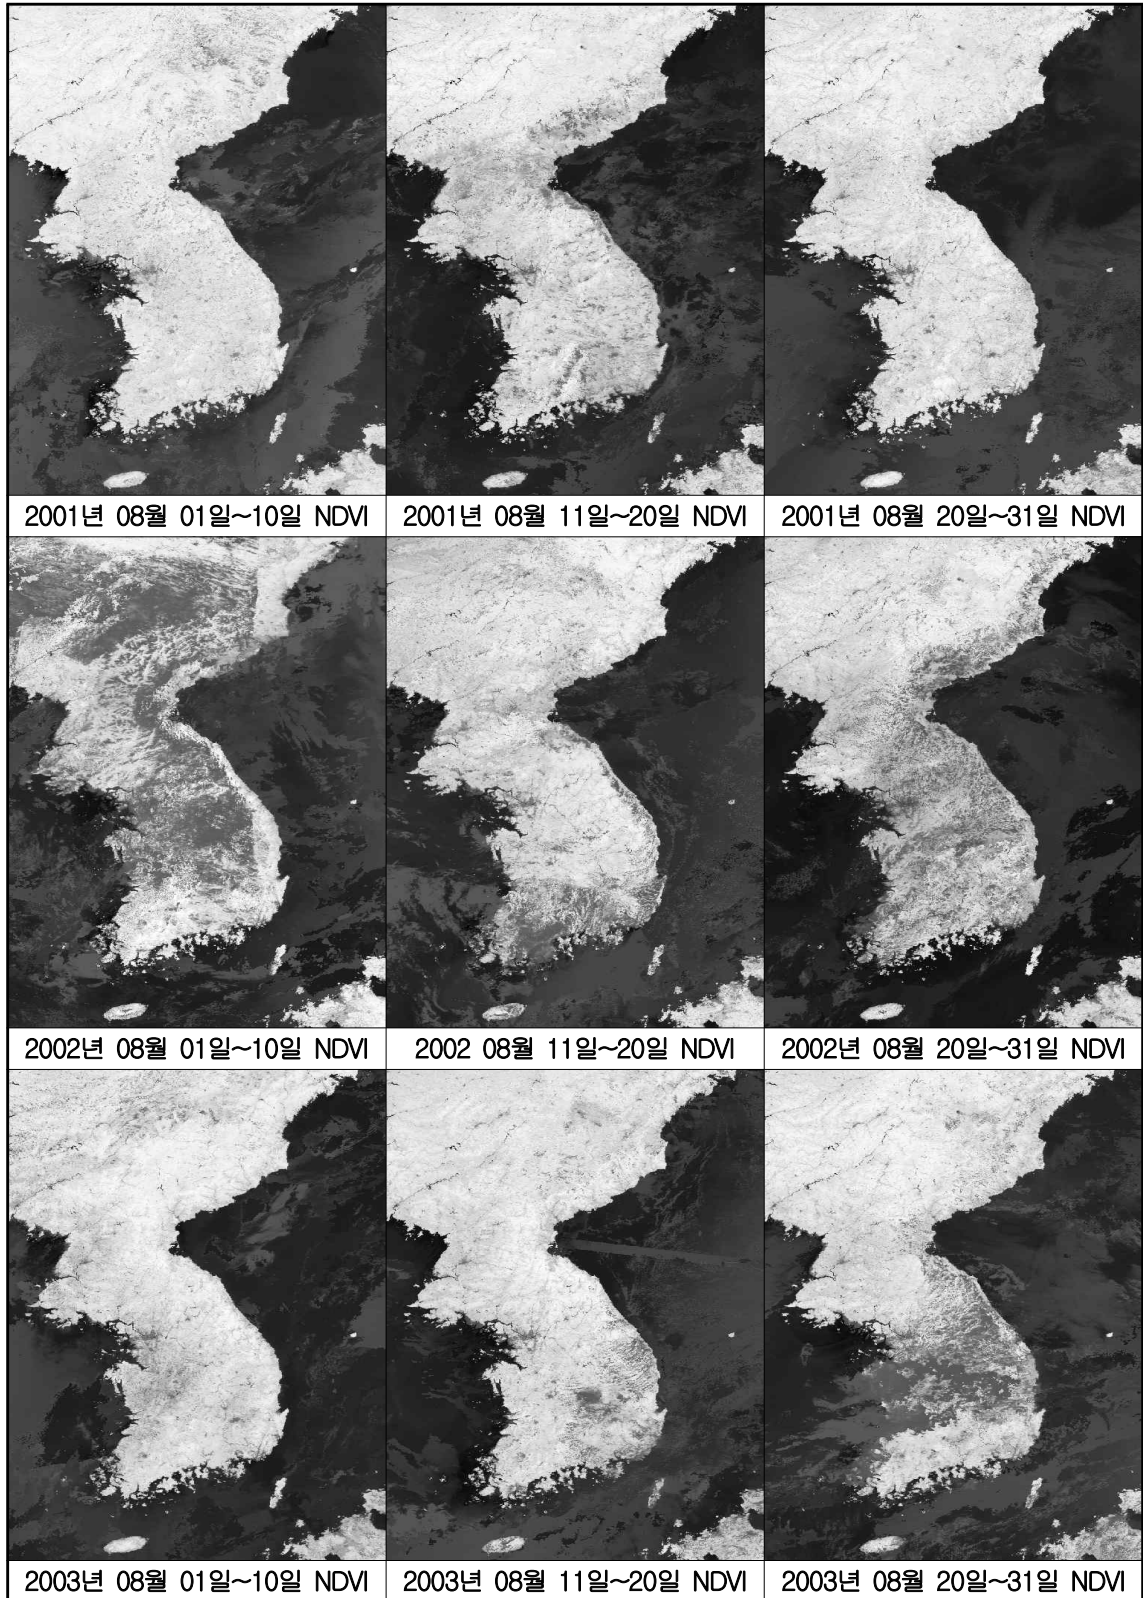 2001년 08월 01일~10일 NDVI
2001년 08월 11일~20일 NDVI
2001년 08월 20일~31일 NDVI
2002년 08월 01일~10일 NDVI
2002 08월 11일~20일 NDVI
2002년 08월 20일~31일 NDVI
2003년 08월 01일~10일 NDVI
2003년 08월 11일~20일 NDVI
2003년 08월 20일~31일 NDVI